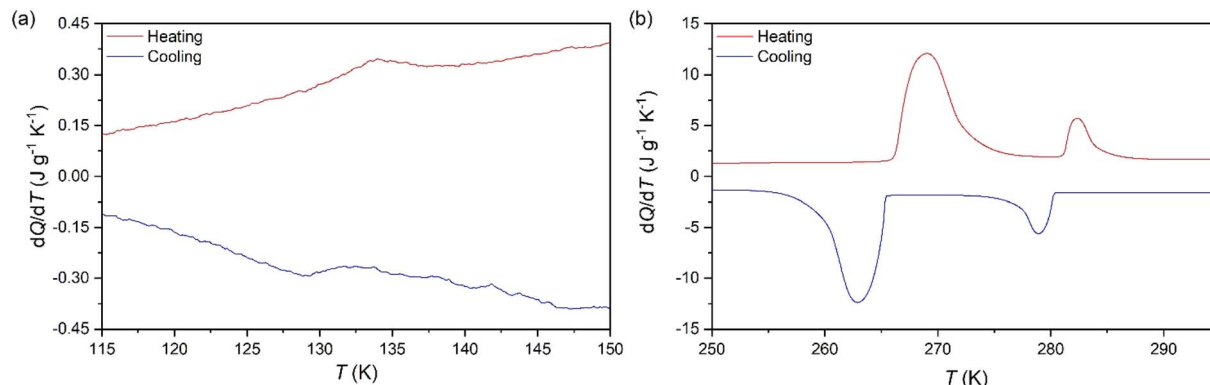 (a)
0.45
0.30
0.15
0.00
-0.15
-0.30
-0.45
dQ/dT (J g⁻¹ K⁻¹)
Heating
Cooling
115 120 125 130 135 140 145 150
T (K)
(b)
15
10
5
0
-5
-10
-15
dQ/dT (J g⁻¹ K⁻¹)
Heating
Cooling
250 260 270 280 290
T (K)